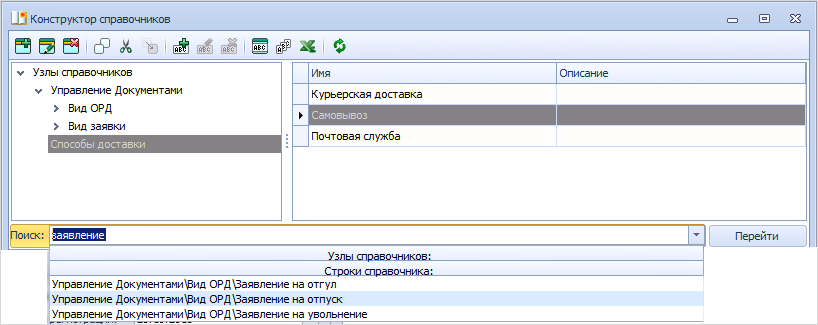 Конструктор справочников
Узлы справочников
Управление Документами
Вид ОРД
Вид заявки
Способы доставки
Имя
Описание
Курьерская доставка
Самовывоз
Почтовая служба
Поиск:
заявление
Перейти
Узлы справочников:
Строки справочника:
Управление Документами\Вид ОРД\Заявление на отгул
Управление Документами\Вид ОРД\Заявление на отпуск
Управление Документами\Вид ОРД\Заявление на увольнение